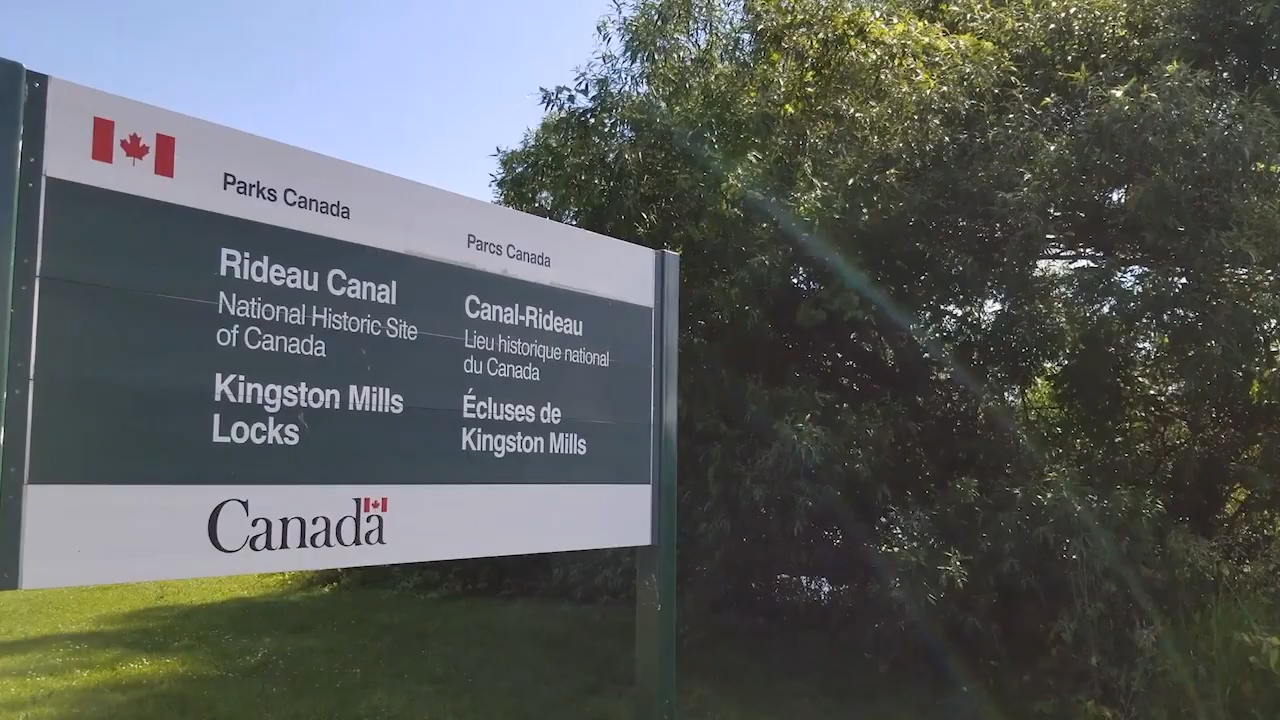 Parks Canada
Parcs Canada
Rideau Canal
National Historic Site
of Canada
Kingston Mills
Locks
Canal-Rideau
Lieu historique national
du Canada
Écluses de
Kingston Mills
Canada